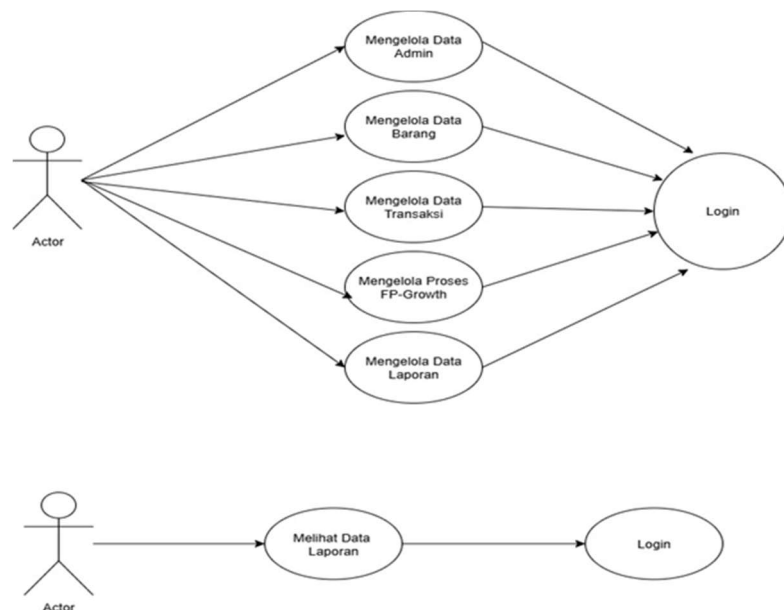 Mengelola Data
Admin
Mengelola Data
Barang
Mengelola Data
Transaksi
Login
Actor
Mengelola Proses
FP-Growth
Mengelola Data
Laporan
Melihat Data
Laporan
Login
Actor